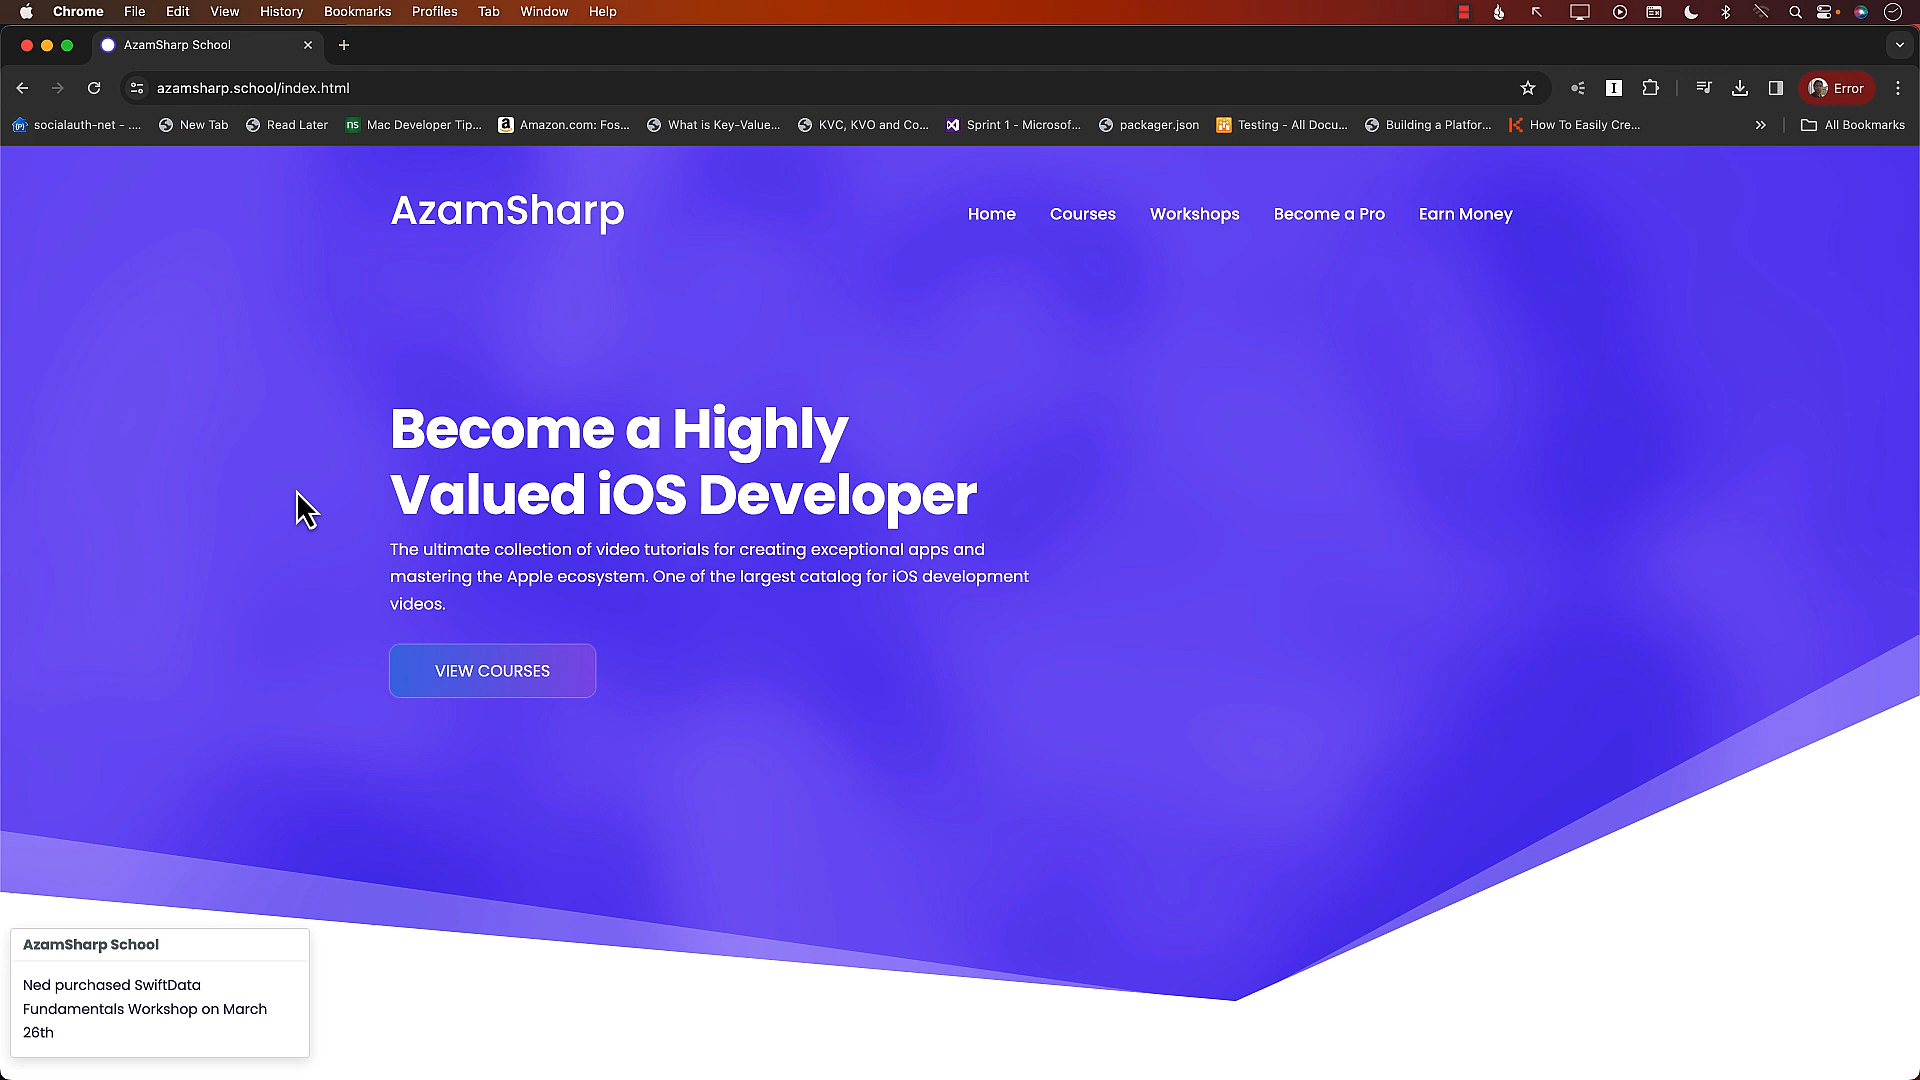 Chrome File Edit View History Bookmarks Profiles Tab Window Help
AzamSharp School
azamsharp.school/index.html
Error
socialauth-net - .... New Tab Read Later ns Mac Developer Tip... Amazon.com: Fos... What is Key-Value... KVC, KVO and Co... Sprint 1 - Microsof... packager.json Testing - All Docu... Building a Platfor... How To Easily Cre... » All Bookmarks
AzamSharp
Home Courses Workshops Become a Pro Earn Money
Become a Highly
Valued iOS Developer
The ultimate collection of video tutorials for creating exceptional apps and
mastering the Apple ecosystem. One of the largest catalog for iOS development
videos.
VIEW COURSES
AzamSharp School
Ned purchased SwiftData
Fundamentals Workshop on March
26th